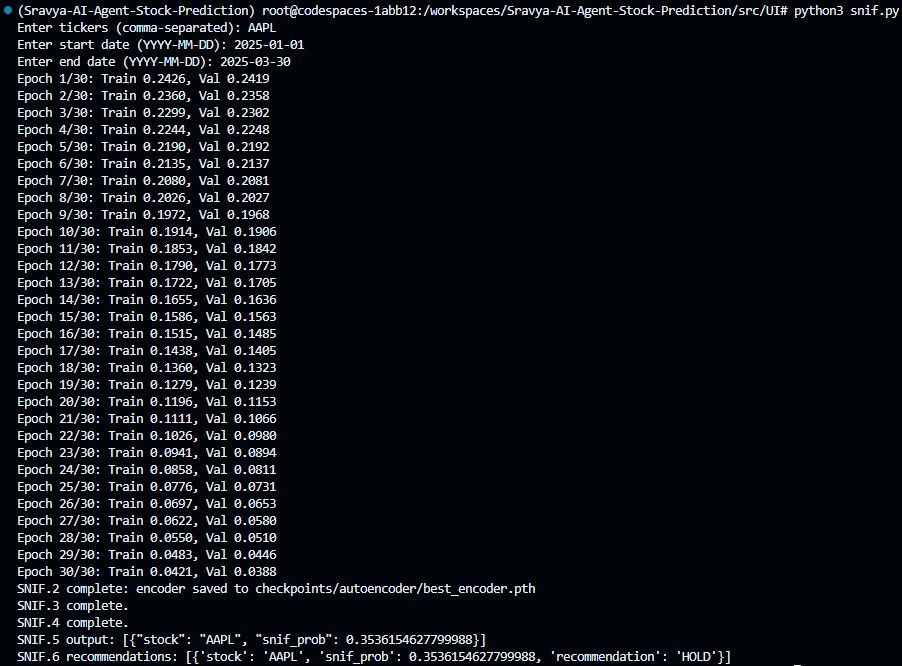 (Sravya-AI-Agent-Stock-Prediction) root@codespaces-1abb12:/workspaces/Sravya-AI-Agent-Stock-Prediction/src/UI# python3 snif.py
Enter tickers (comma-separated): AAPL
Enter start date (YYYY-MM-DD): 2025-01-01
Enter end date (YYYY-MM-DD): 2025-03-30
Epoch 1/30: Train 0.2426, Val 0.2419
Epoch 2/30: Train 0.2360, Val 0.2358
Epoch 3/30: Train 0.2299, Val 0.2302
Epoch 4/30: Train 0.2244, Val 0.2248
Epoch 5/30: Train 0.2190, Val 0.2192
Epoch 6/30: Train 0.2135, Val 0.2137
Epoch 7/30: Train 0.2080, Val 0.2081
Epoch 8/30: Train 0.2026, Val 0.2027
Epoch 9/30: Train 0.1972, Val 0.1968
Epoch 10/30: Train 0.1914, Val 0.1906
Epoch 11/30: Train 0.1853, Val 0.1842
Epoch 12/30: Train 0.1790, Val 0.1773
Epoch 13/30: Train 0.1722, Val 0.1705
Epoch 14/30: Train 0.1655, Val 0.1636
Epoch 15/30: Train 0.1586, Val 0.1563
Epoch 16/30: Train 0.1515, Val 0.1485
Epoch 17/30: Train 0.1438, Val 0.1405
Epoch 18/30: Train 0.1360, Val 0.1323
Epoch 19/30: Train 0.1279, Val 0.1239
Epoch 20/30: Train 0.1196, Val 0.1153
Epoch 21/30: Train 0.1111, Val 0.1066
Epoch 22/30: Train 0.1026, Val 0.0980
Epoch 23/30: Train 0.0941, Val 0.0894
Epoch 24/30: Train 0.0858, Val 0.0811
Epoch 25/30: Train 0.0776, Val 0.0731
Epoch 26/30: Train 0.0697, Val 0.0653
Epoch 27/30: Train 0.0622, Val 0.0580
Epoch 28/30: Train 0.0550, Val 0.0510
Epoch 29/30: Train 0.0483, Val 0.0446
Epoch 30/30: Train 0.0421, Val 0.0388
SNIF.2 complete: encoder saved to checkpoints/autoencoder/best_encoder.pth
SNIF.3 complete.
SNIF.4 complete.
SNIF.5 output: [{"stock": "AAPL", "snif_prob": 0.3536154627799988}]
SNIF.6 recommendations: [{'stock': 'AAPL', 'snif_prob': 0.3536154627799988, 'recommendation': 'HOLD'}]